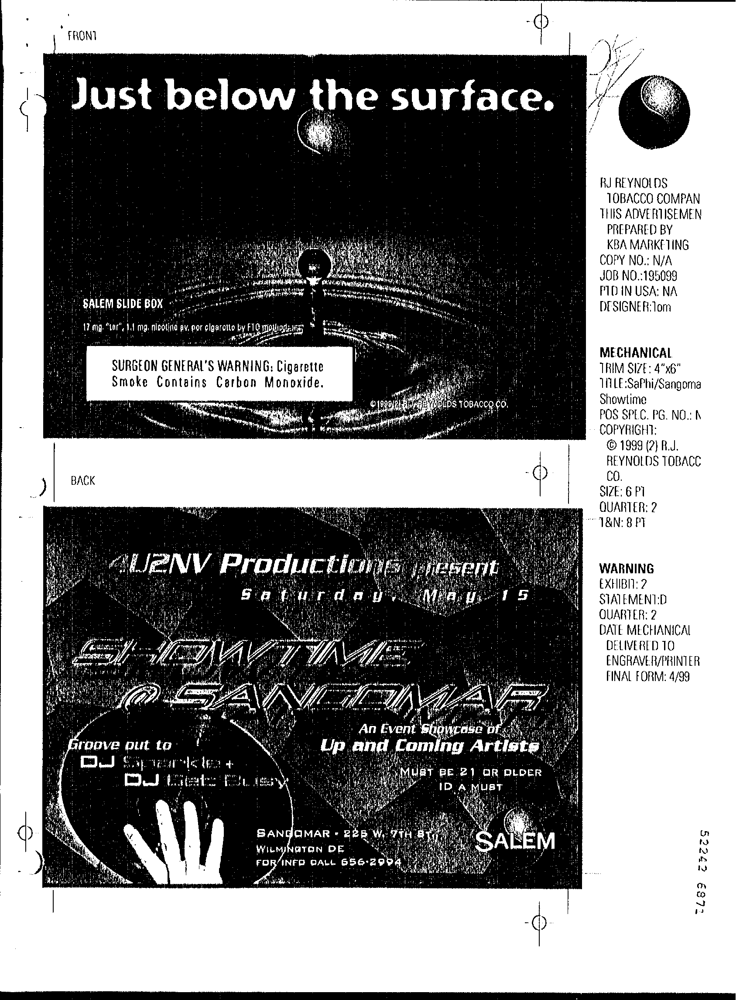 FRONT
Just below the surface.
SALEM SLIDE BOX
17 mg. "tar", 1.1 mg. nicotine av. per cigarette by FTC method.
SURGEON GENERAL'S WARNING: Cigarette
Smoke Contains Carbon Monoxide.
TOBACCO CO.
BACK
4U2NV Productions present
Saturday, May 15
SHOWTIME
@ SANGOMAR
An Event Showcase of
Up and Coming Artists
Groove out to
DJ Sparkle +
DJ Get Busy
MUST BE 21 OR OLDER
ID A MUST
SANGOMAR • 225 W. 7TH ST.
WILMINGTON DE
FOR INFO CALL 656-2994
SALEM
RJ REYNOLDS
TOBACCO COMPAN
THIS ADVERTISEMEN
PREPARED BY
KBA MARKETING
COPY NO.: N/A
JOB NO.:195099
PTD IN USA: NA
DESIGNER:Tom
MECHANICAL
TRIM SIZE: 4"x6"
TITLE:SaPhi/Sangoma
Showtime
POS SPEC. PG. NO.: N
COPYRIGHT:
© 1999 (2) R.J.
REYNOLDS TOBACC
CO.
SIZE: 6 PT
QUARTER: 2
T&N: 8 PT
WARNING
EXHIBIT: 2
STATEMENT:D
QUARTER: 2
DATE MECHANICAL
DELIVERED TO
ENGRAVER/PRINTER
FINAL FORM: 4/99
52242 6871